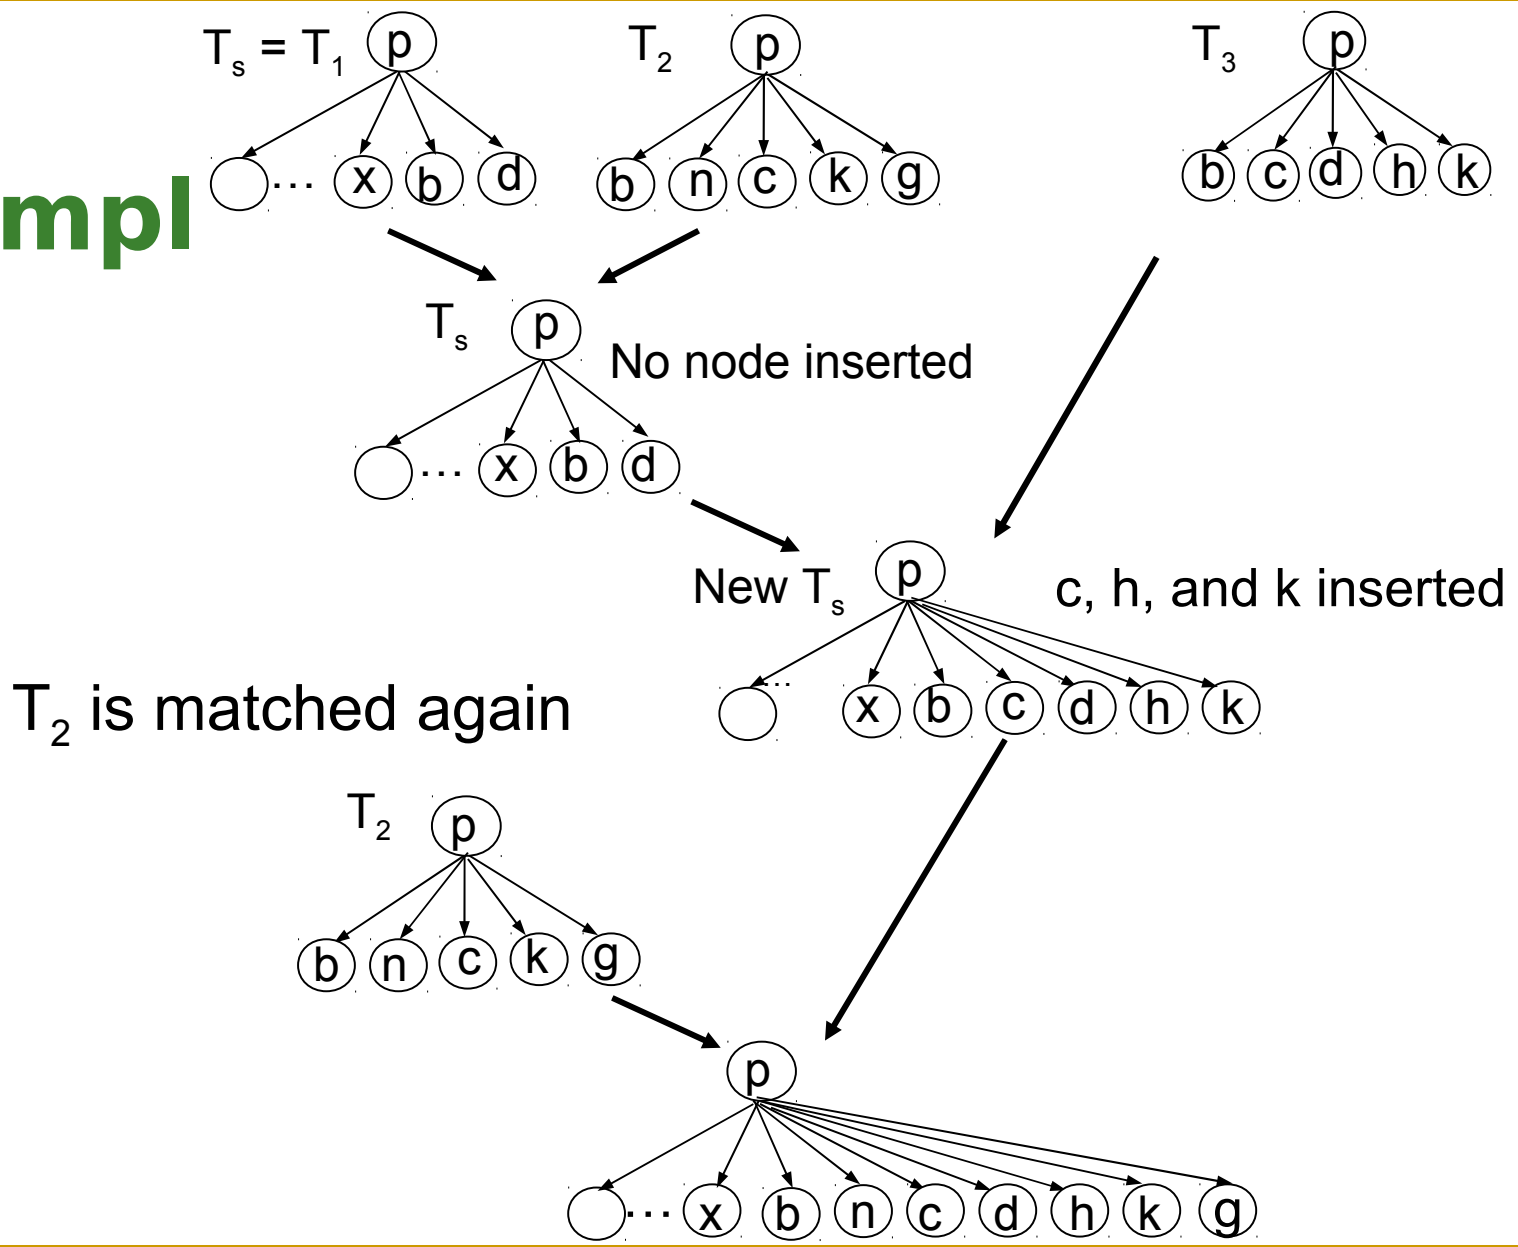 Ts = T1 p T2 p T3 p
… x b d b n c k g b c d h k
mpl
Ts p
No node inserted
… x b d
New Ts p c, h, and k inserted
… x b c d h k
T2 is matched again
T2 p
b n c k g
p
… x b n c d h k g